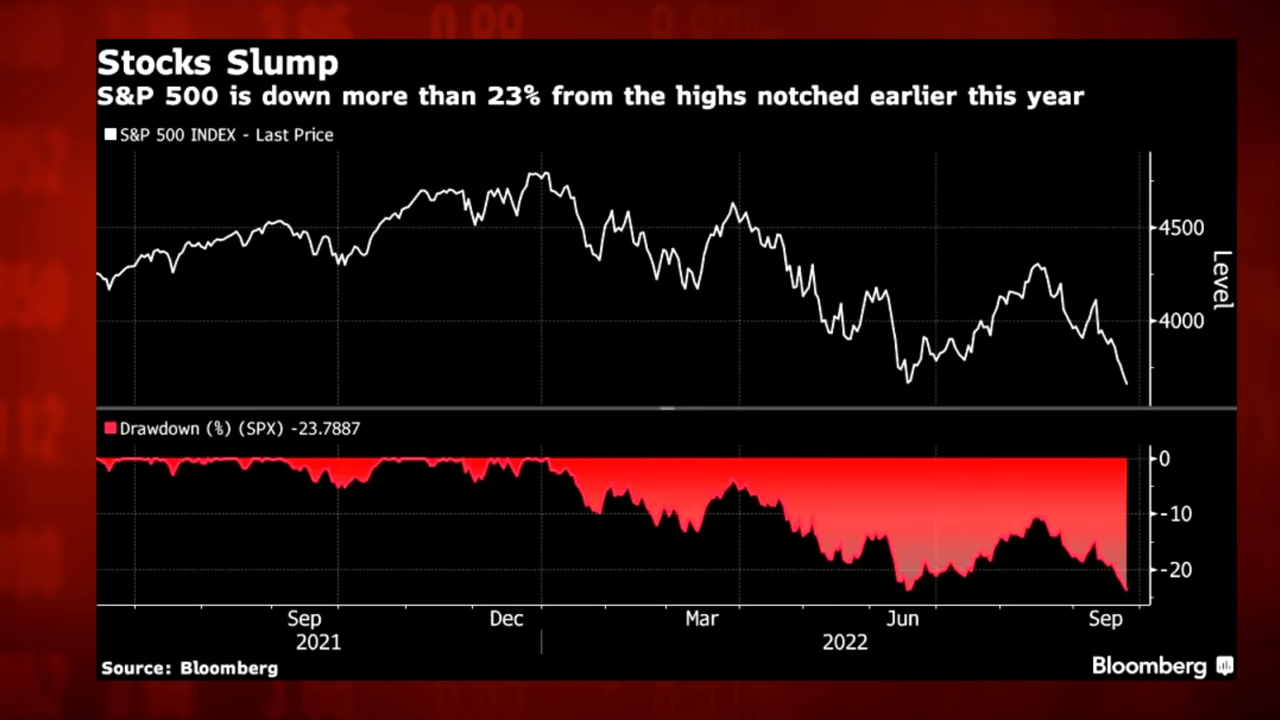 Stocks Slump
S&P 500 is down more than 23% from the highs notched earlier this year
S&P 500 INDEX - Last Price
4500
Level
4000
Drawdown (%) (SPX) -23.7887
0
-10
-20
Sep Dec Mar Jun Sep
2021 2022
Source: Bloomberg
Bloomberg